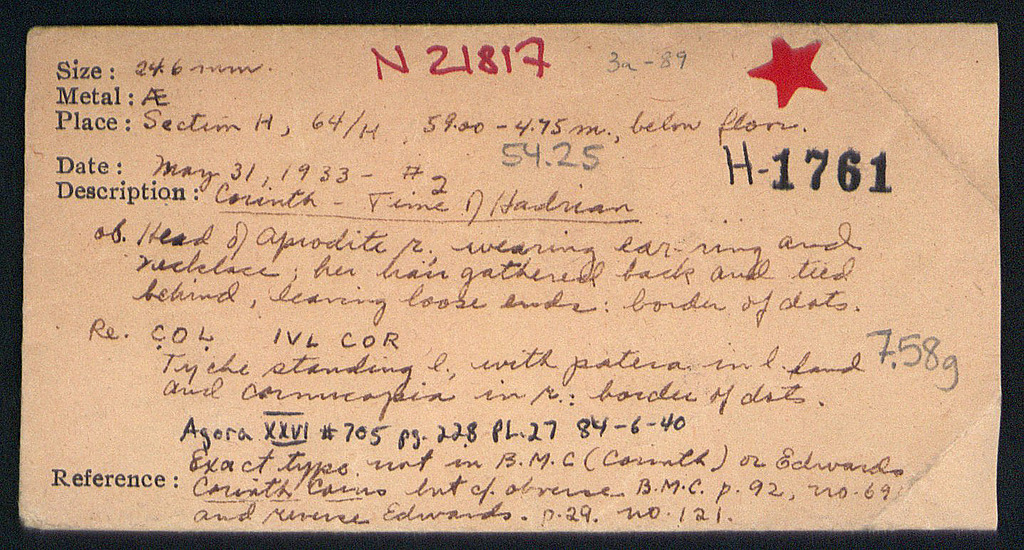 N 21817 3a-89
Size: 24.6 mm.
Metal: Æ
Place: Section H, 64/H, 59.00 - 4.75 m., below floor.
54.25
H-1761
Date: May 31, 1933 - #2
Description: Corinth - Time of Hadrian
ob. Head of Aprodite r., wearing ear-ring and
necklace; her hair gathered back and tied
behind, leaving loose ends: border of dots.
Re. COL IVL COR
Tyche standing l., with patera in l. hand
and cornucopia in r.: border of dots.
7.58g
Agora XXVI #705 pg. 228 Pl.27 84-6-40
Reference: Exact type not in B.M.C (Corinth) or Edwards
Corinth Coins but cf. obverse B.M.C. p. 92, no. 69
and reverse Edwards. p.29. no. 121.